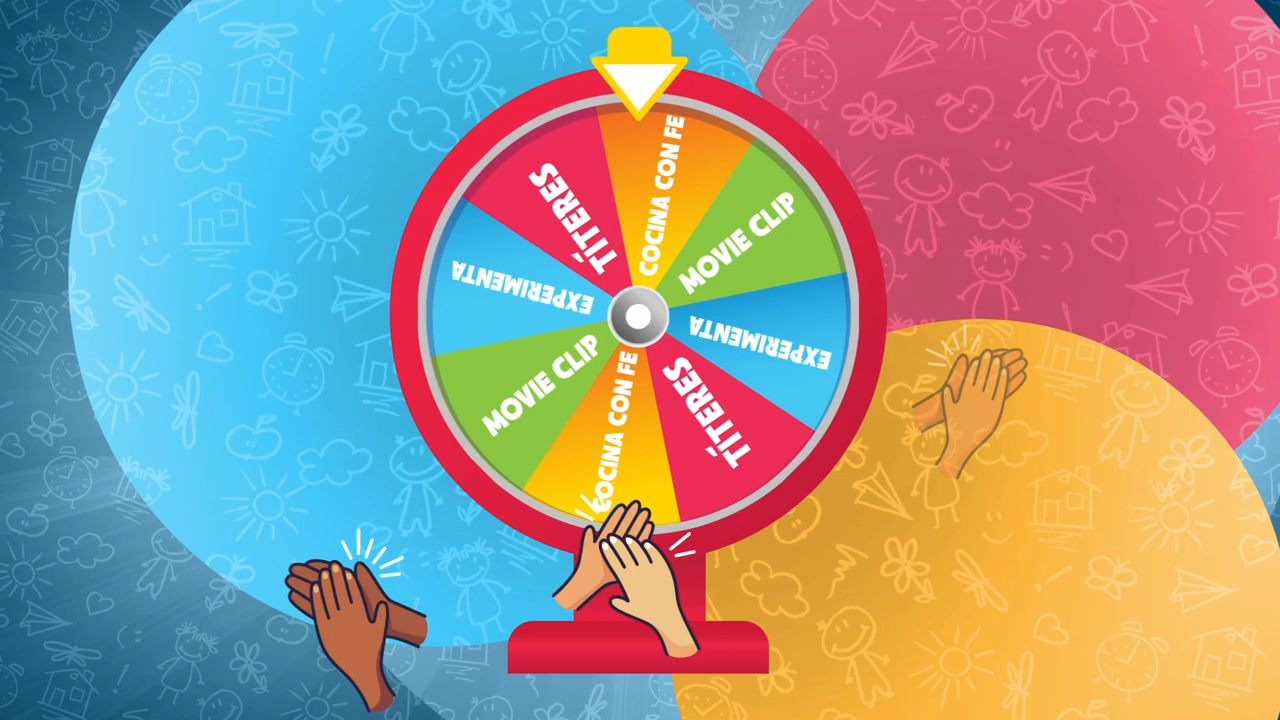 COCINA CON FE
MOVIE CLIP
EXPERIMENTA
TÍTERES
COCINA CON FE
MOVIE CLIP
EXPERIMENTA
TÍTERES